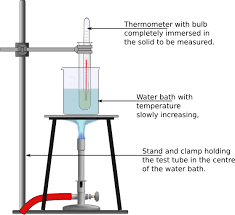 Thermometer with bulb
completely immersed in
the solid to be measured.
Water bath with
temperature
slowly increasing,
Stand and clamp holding
the test tube in the centre
of the water bath.